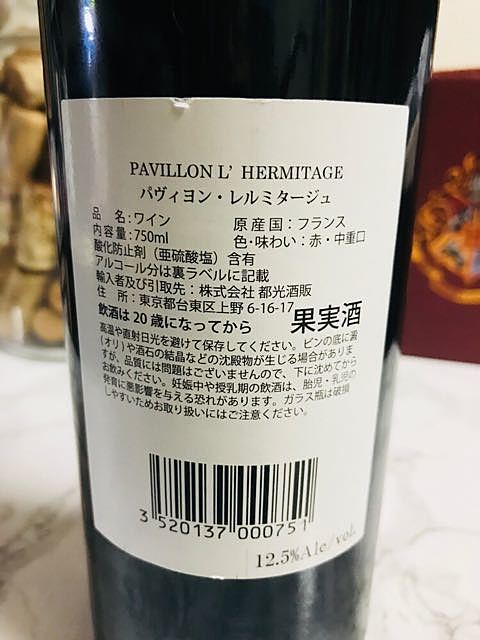 PAVILLON L' HERMITAGE
パヴィヨン・レルミタージュ
品　名：ワイン　原産国：フランス
内容量：750ml　色・味わい：赤・中重口
酸化防止剤（亜硫酸塩）含有
アルコール分は裏ラベルに記載
輸入者及び引取先：株式会社 都光酒販
住　所：東京都台東区上野 6-16-17
飲酒は20歳になってから　果実酒
高温や直射日光を避けて保存してください。ビンの底に澱
（オリ）や酒石の結晶などの沈殿物が生じる場合がありま
すが、品質には問題はございませんので、下に沈めてから
お飲みください。妊娠中や授乳期の飲酒は、胎児・乳児の
発育に悪影響を与える恐れがあります。ガラス瓶は破損
しやすいためお取り扱いにはご注意ください。
3 520137 000751
12.5%Alc/vol.